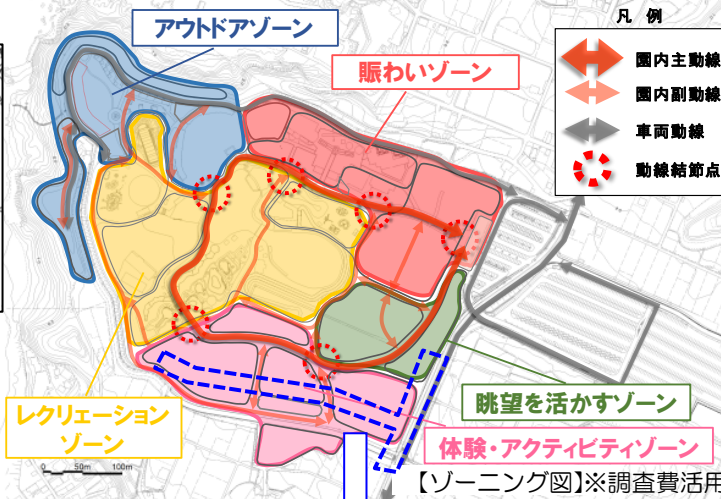 アウトドアゾーン
賑わいゾーン
凡 例
園内主動線
園内副動線
車両動線
動線結節点
レクリェーション
ゾーン
眺望を活かすゾーン
体験・アクティビティゾーン
0 50m 100m
【ゾーニング図】※調査費活用